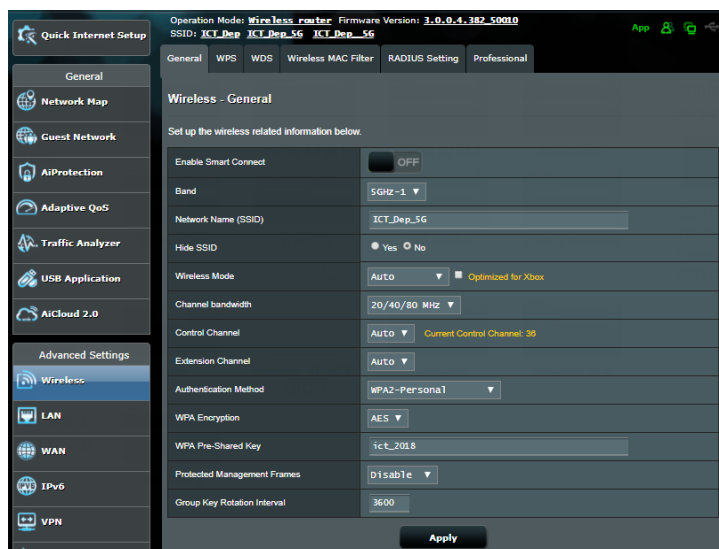 Quick Internet Setup
General
Network Map
Guest Network
AiProtection
Adaptive QoS
Traffic Analyzer
USB Application
AiCloud 2.0
Advanced Settings
Wireless
LAN
WAN
IPv6
VPN
Operation Mode: Wireless router Firmware Version: 3.0.0.4.382_50010
SSID: ICT_Dep ICT_Dep_5G ICT_Dep__5G
App
General WPS WDS Wireless MAC Filter RADIUS Setting Professional
Wireless - General
Set up the wireless related information below.
Enable Smart Connect OFF
Band 5GHz-1
Network Name (SSID) ICT_Dep_5G
Hide SSID Yes No
Wireless Mode Auto Optimized for Xbox
Channel bandwidth 20/40/80 MHz
Control Channel Auto Current Control Channel: 36
Extension Channel Auto
Authentication Method WPA2-Personal
WPA Encryption AES
WPA Pre-Shared Key ict_2018
Protected Management Frames Disable
Group Key Rotation Interval 3600
Apply